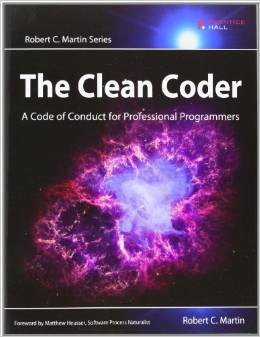 Robert C. Martin Series
PRENTICE
HALL
The Clean Coder
A Code of Conduct for Professional Programmers
Foreword by Matthew Heusser, Software Process Naturalist
Robert C. Martin